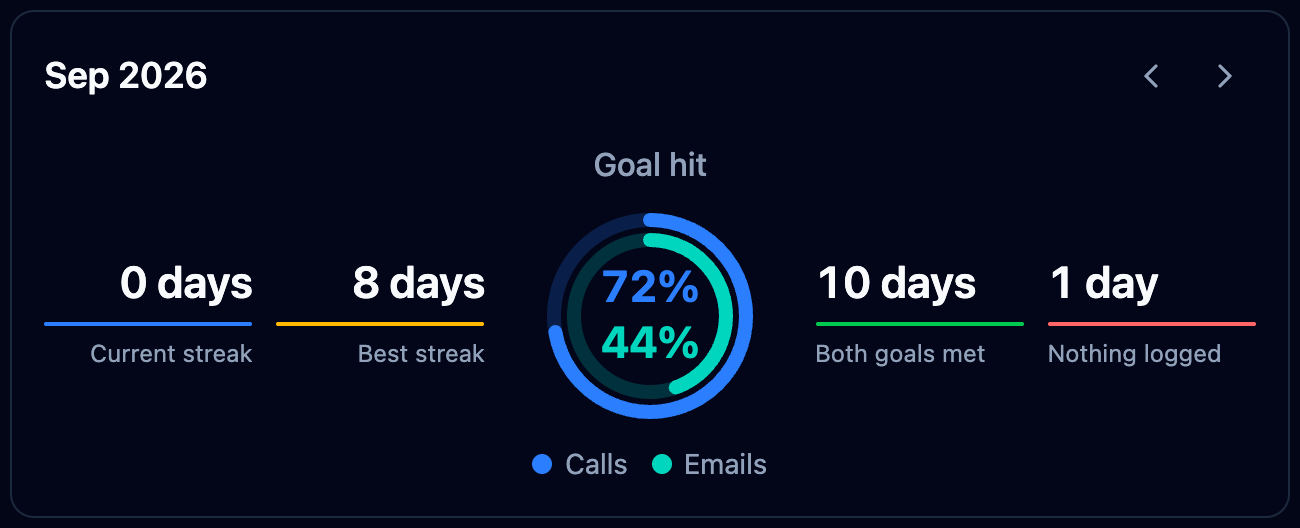 Sep 2026
Goal hit
0 days
Current streak
8 days
Best streak
72%
44%
10 days
Both goals met
1 day
Nothing logged
Calls
Emails